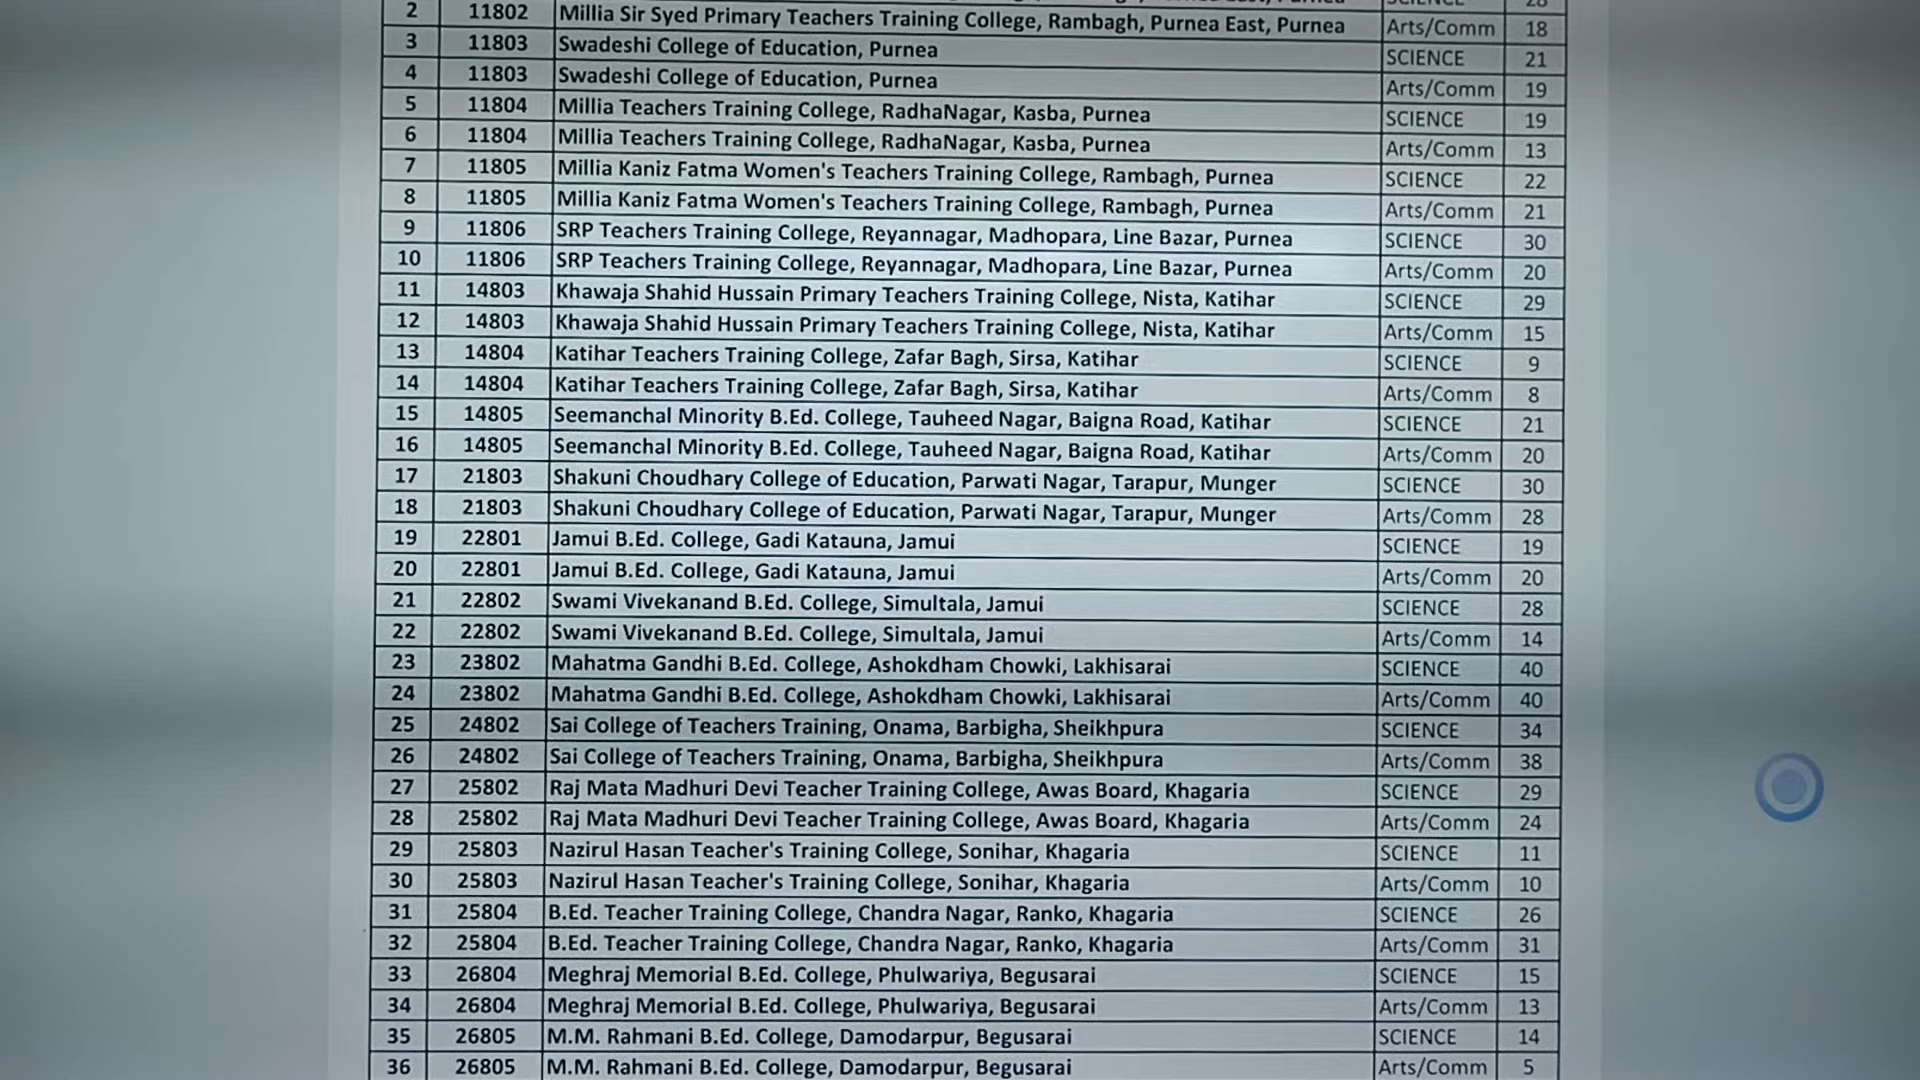 SCIENCE 28
2 11802 Millia Sir Syed Primary Teachers Training College, Rambagh, Purnea East, Purnea Arts/Comm 18
3 11803 Swadeshi College of Education, Purnea SCIENCE 21
4 11803 Swadeshi College of Education, Purnea Arts/Comm 19
5 11804 Millia Teachers Training College, RadhaNagar, Kasba, Purnea SCIENCE 19
6 11804 Millia Teachers Training College, RadhaNagar, Kasba, Purnea Arts/Comm 13
7 11805 Millia Kaniz Fatma Women's Teachers Training College, Rambagh, Purnea SCIENCE 22
8 11805 Millia Kaniz Fatma Women's Teachers Training College, Rambagh, Purnea Arts/Comm 21
9 11806 SRP Teachers Training College, Reyannagar, Madhopara, Line Bazar, Purnea SCIENCE 30
10 11806 SRP Teachers Training College, Reyannagar, Madhopara, Line Bazar, Purnea Arts/Comm 20
11 14803 Khawaja Shahid Hussain Primary Teachers Training College, Nista, Katihar SCIENCE 29
12 14803 Khawaja Shahid Hussain Primary Teachers Training College, Nista, Katihar Arts/Comm 15
13 14804 Katihar Teachers Training College, Zafar Bagh, Sirsa, Katihar SCIENCE 9
14 14804 Katihar Teachers Training College, Zafar Bagh, Sirsa, Katihar Arts/Comm 8
15 14805 Seemanchal Minority B.Ed. College, Tauheed Nagar, Baigna Road, Katihar SCIENCE 21
16 14805 Seemanchal Minority B.Ed. College, Tauheed Nagar, Baigna Road, Katihar Arts/Comm 20
17 21803 Shakuni Choudhary College of Education, Parwati Nagar, Tarapur, Munger SCIENCE 30
18 21803 Shakuni Choudhary College of Education, Parwati Nagar, Tarapur, Munger Arts/Comm 28
19 22801 Jamui B.Ed. College, Gadi Katauna, Jamui SCIENCE 19
20 22801 Jamui B.Ed. College, Gadi Katauna, Jamui Arts/Comm 20
21 22802 Swami Vivekanand B.Ed. College, Simultala, Jamui SCIENCE 28
22 22802 Swami Vivekanand B.Ed. College, Simultala, Jamui Arts/Comm 14
23 23802 Mahatma Gandhi B.Ed. College, Ashokdham Chowki, Lakhisarai SCIENCE 40
24 23802 Mahatma Gandhi B.Ed. College, Ashokdham Chowki, Lakhisarai Arts/Comm 40
25 24802 Sai College of Teachers Training, Onama, Barbigha, Sheikhpura SCIENCE 34
26 24802 Sai College of Teachers Training, Onama, Barbigha, Sheikhpura Arts/Comm 38
27 25802 Raj Mata Madhuri Devi Teacher Training College, Awas Board, Khagaria SCIENCE 29
28 25802 Raj Mata Madhuri Devi Teacher Training College, Awas Board, Khagaria Arts/Comm 24
29 25803 Nazirul Hasan Teacher's Training College, Sonihar, Khagaria SCIENCE 11
30 25803 Nazirul Hasan Teacher's Training College, Sonihar, Khagaria Arts/Comm 10
31 25804 B.Ed. Teacher Training College, Chandra Nagar, Ranko, Khagaria SCIENCE 26
32 25804 B.Ed. Teacher Training College, Chandra Nagar, Ranko, Khagaria Arts/Comm 31
33 26804 Meghraj Memorial B.Ed. College, Phulwariya, Begusarai SCIENCE 15
34 26804 Meghraj Memorial B.Ed. College, Phulwariya, Begusarai Arts/Comm 13
35 26805 M.M. Rahmani B.Ed. College, Damodarpur, Begusarai SCIENCE 14
36 26805 M.M. Rahmani B.Ed. College, Damodarpur, Begusarai Arts/Comm 5